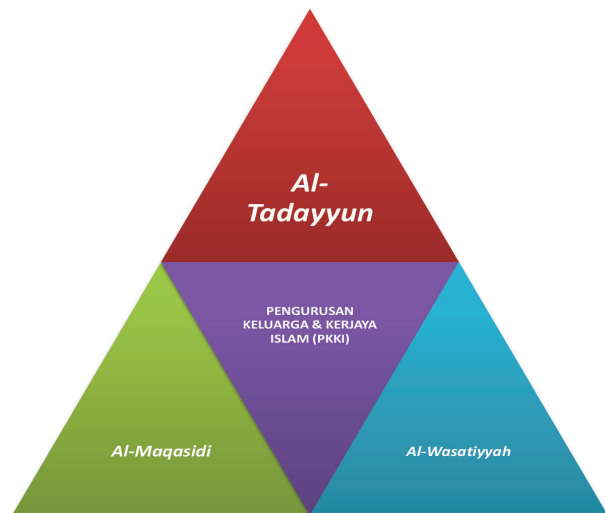 Al-
Tadayyun
PENGURUSAN
KELUARGA & KERJAYA
ISLAM (PKKI)
Al-Maqasidi
Al-Wasatiyyah